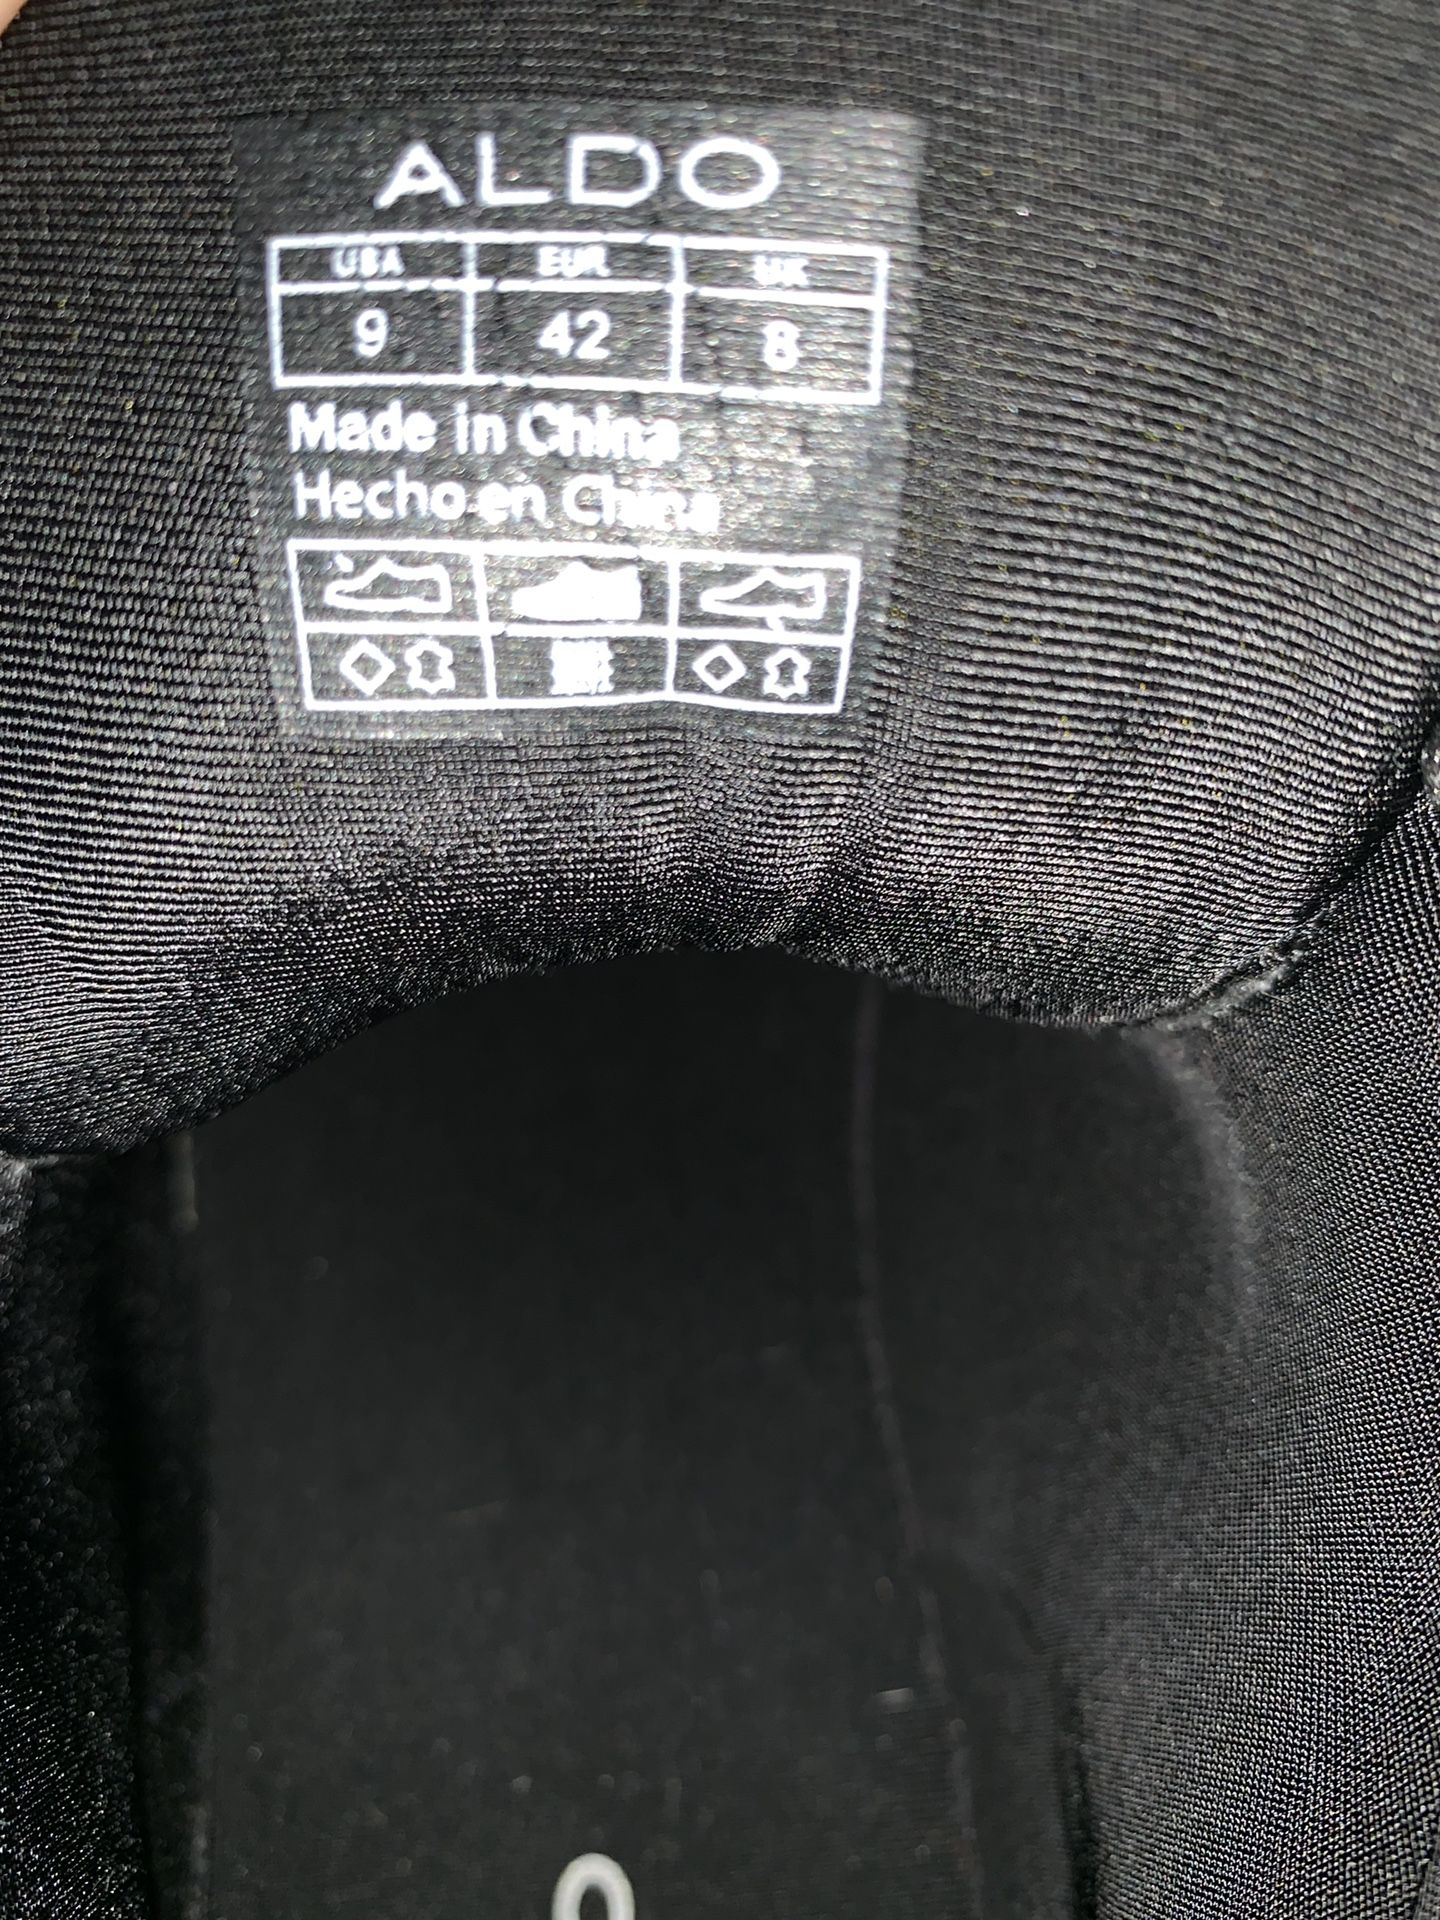 ALDO
USA EUR UK
9 42 8
Made in China
Hecho en China
O